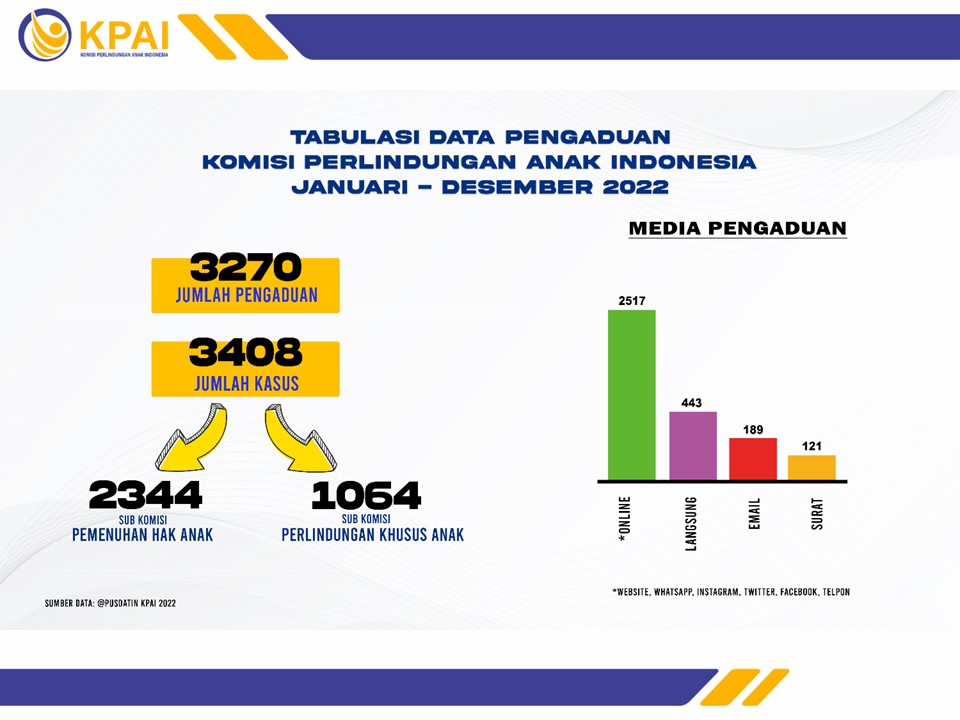 KPAI
KOMISI PERLINDUNGAN ANAK INDONESIA
TABULASI DATA PENGADUAN
KOMISI PERLINDUNGAN ANAK INDONESIA
JANUARI – DESEMBER 2022
3270
JUMLAH PENGADUAN
3408
JUMLAH KASUS
2344
SUB KOMISI
PEMENUHAN HAK ANAK
1064
SUB KOMISI
PERLINDUNGAN KHUSUS ANAK
SUMBER DATA: @PUSDATIN KPAI 2022
MEDIA PENGADUAN
2517
443
189
121
*ONLINE
LANGSUNG
EMAIL
SURAT
*WEBSITE, WHATSAPP, INSTAGRAM, TWITTER, FACEBOOK, TELPON